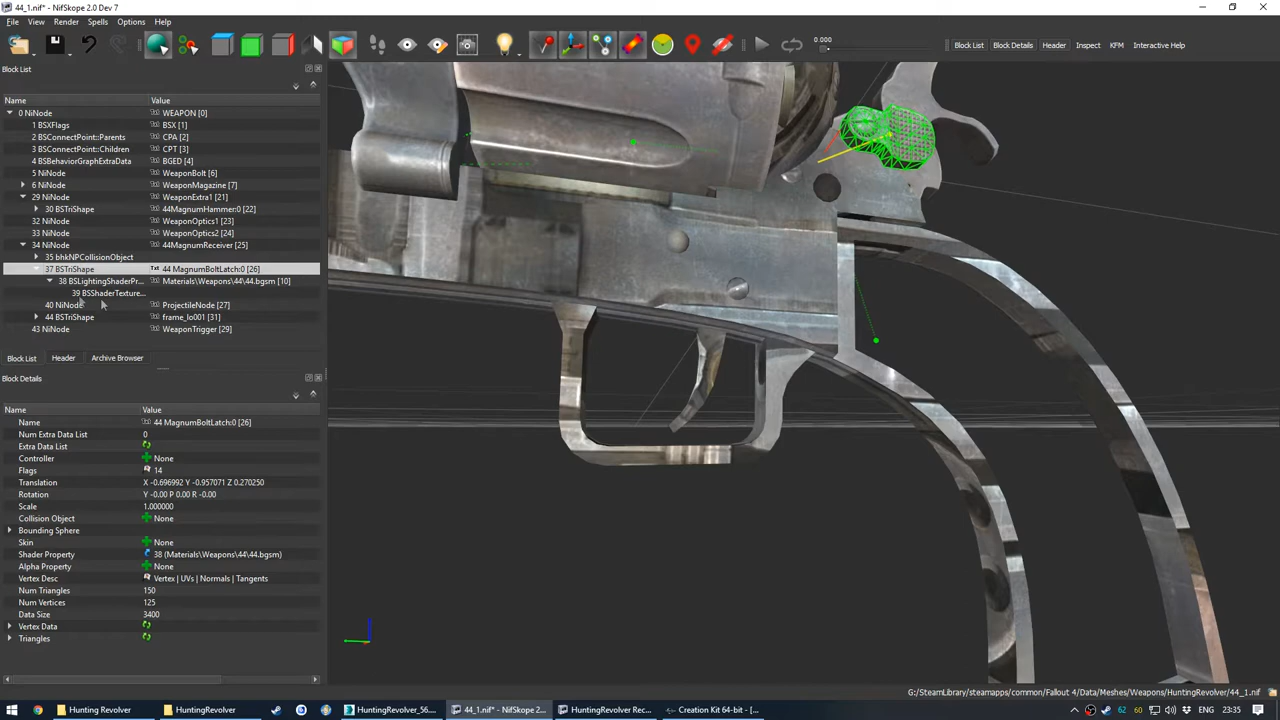 44_1.nif* - NifSkope 2.0 Dev 7
File View Render Spells Options Help
0.000
Block List Block Details Header Inspect KFM Interactive Help
Block List
Name Value
0 NiNode WEAPON [0]
1 BSXFlags BSX [1]
2 BSConnectPoint::Parents CPA [2]
3 BSConnectPoint::Children CPT [3]
4 BSBehaviorGraphExtraData BGED [4]
5 NiNode WeaponBolt [6]
6 NiNode WeaponMagazine [7]
29 NiNode WeaponExtra1 [21]
30 BSTriShape 44MagnumHammer:0 [22]
32 NiNode WeaponOptics1 [23]
33 NiNode WeaponOptics2 [24]
34 NiNode 44MagnumReceiver [25]
35 bhkNPCollisionObject
37 BSTriShape Txt 44 MagnumBoltLatch:0 [26]
38 BSLightingShaderPr... Materials\Weapons\44\44.bgsm [10]
39 BSShaderTexture...
40 NiNode ProjectileNode [27]
44 BSTriShape frame_lo001 [31]
43 NiNode WeaponTrigger [29]
Block List Header Archive Browser
Block Details
Name Value
Name 44 MagnumBoltLatch:0 [26]
Num Extra Data List 0
Extra Data List
Controller None
Flags 14
Translation X -0.696992 Y -0.957071 Z 0.270250
Rotation Y -0.00 P 0.00 R -0.00
Scale 1.000000
Collision Object None
Bounding Sphere
Skin None
Shader Property 38 (Materials\Weapons\44\44.bgsm)
Alpha Property None
Vertex Desc Vertex | UVs | Normals | Tangents
Num Triangles 150
Num Vertices 125
Data Size 3400
Vertex Data
Triangles
G:/SteamLibrary/steamapps/common/Fallout 4/Data/Meshes/Weapons/HuntingRevolver/44_1.nif
Hunting Revolver HuntingRevolver HuntingRevolver_56... 44_1.nif* - NifSkope 2... HuntingRevolver Rec... Creation Kit 64-bit - [... 62 60 ENG 23:35